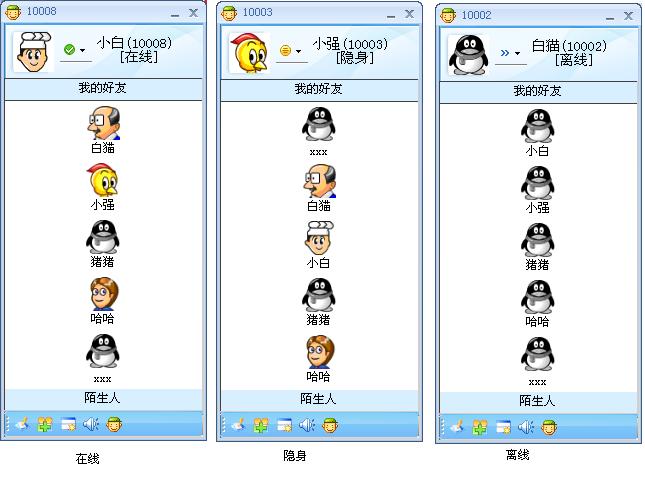 10008
小白(10008)
[在线]
我的好友
白猫
小强
猪猪
哈哈
xxx
陌生人
在线
10003
小强(10003)
[隐身]
我的好友
xxx
白猫
小白
猪猪
哈哈
陌生人
隐身
10002
白猫(10002)
[离线]
我的好友
小白
小强
猪猪
哈哈
xxx
陌生人
离线